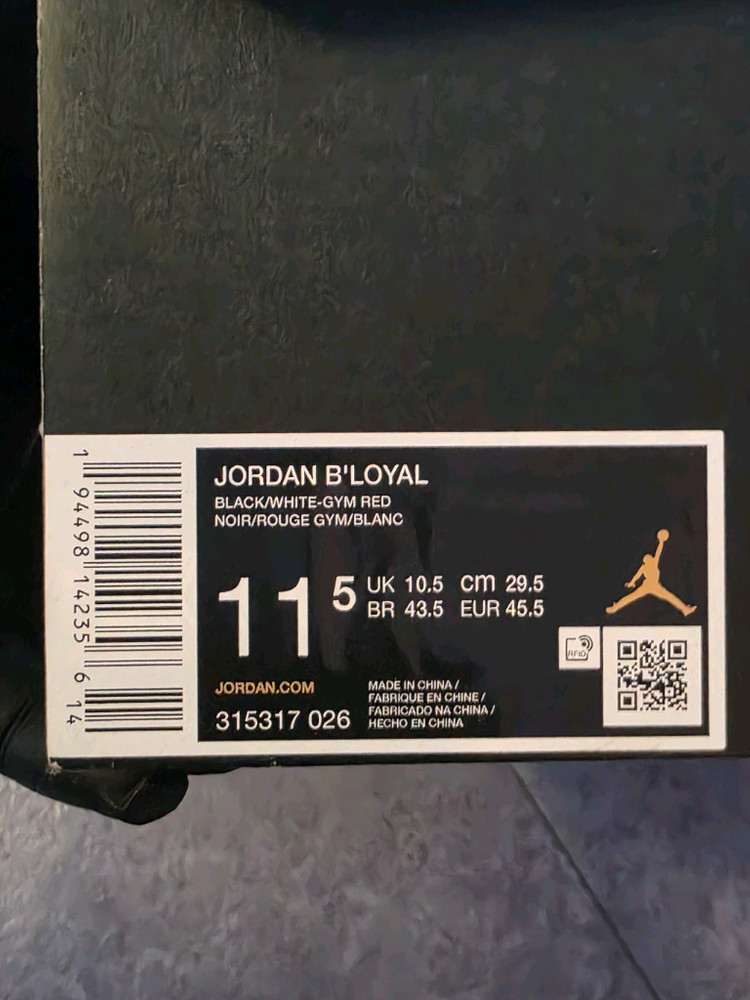 JORDAN B'LOYAL
BLACK/WHITE-GYM RED
NOIR/ROUGE GYM/BLANC
11 5
UK 10.5 cm 29.5
BR 43.5 EUR 45.5
RFID
JORDAN.COM
315317 026
MADE IN CHINA /
FABRIQUE EN CHINE /
FABRICADO NA CHINA /
HECHO EN CHINA
1 94498 14235 6 14